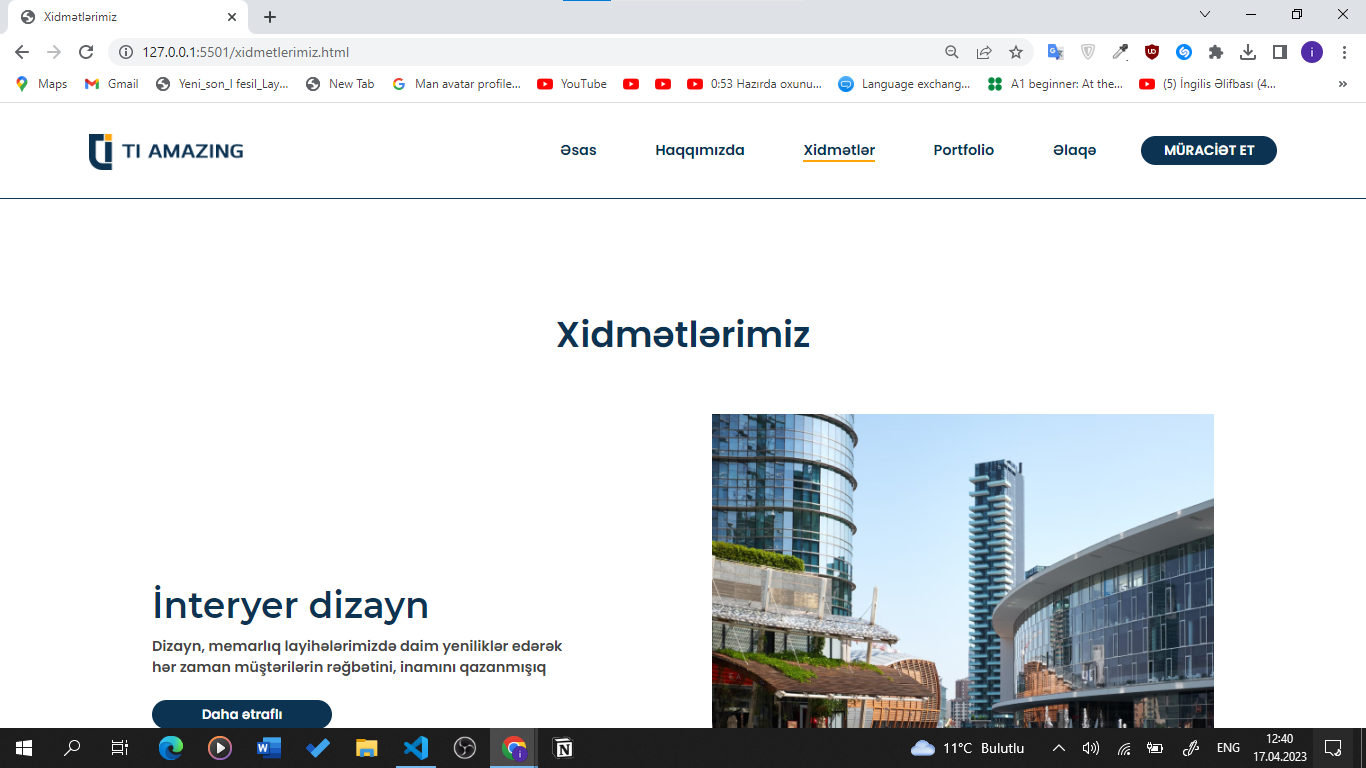 Xidmətlərimiz
127.0.0.1:5501/xidmetlerimiz.html
Maps
Gmail
Yeni_son_I fesil_Lay...
New Tab
Man avatar profile...
YouTube
0:53 Hazırda oxunu...
Language exchang...
A1 beginner: At the...
(5) İngilis Əlifbası (4...
TI AMAZING
Əsas
Haqqımızda
Xidmətlər
Portfolio
Əlaqə
MÜRACİƏT ET
Xidmətlərimiz
İnteryer dizayn
Dizayn, memarlıq layihələrimizdə daim yeniliklər edərək
hər zaman müştərilərin rəğbətini, inamını qazanmışıq
Daha ətraflı
11°C Bulutlu
ENG
12:40
17.04.2023